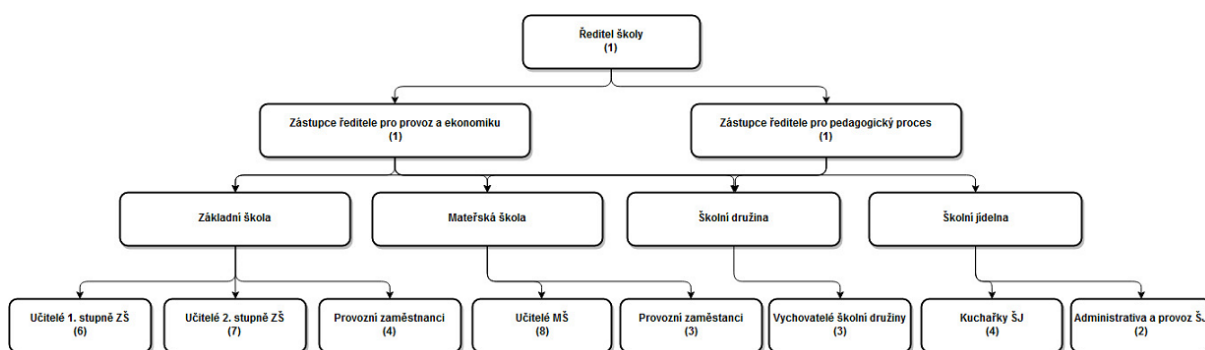 Ředitel školy
(1)
Zástupce ředitele pro provoz a ekonomiku
(1)
Zástupce ředitele pro pedagogický proces
(1)
Základní škola
Mateřská škola
Školní družina
Školní jídelna
Učitelé 1. stupně ZŠ
(6)
Učitelé 2. stupně ZŠ
(7)
Provozní zaměstnanci
(4)
Učitelé MŠ
(8)
Provozní zaměstanci
(3)
Vychovatelé školní družiny
(3)
Kuchařky ŠJ
(4)
Administrativa a provoz ŠJ
(2)